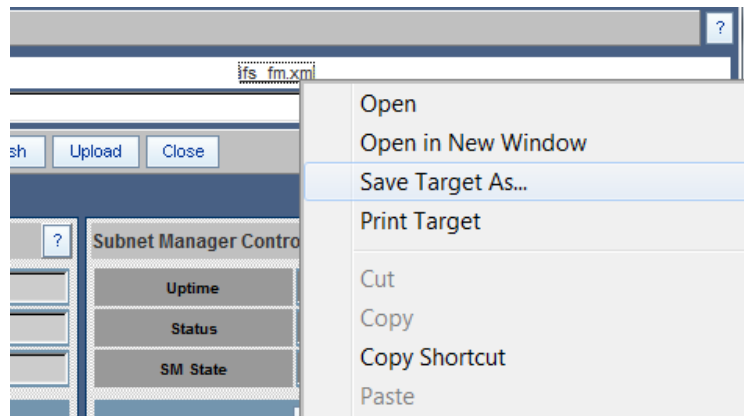 ?
ifs_fm.xml
Open
Open in New Window
sh Upload Close
Save Target As...
Print Target
? Subnet Manager Contro
Uptime
Cut
Status
Copy
SM State
Copy Shortcut
Paste